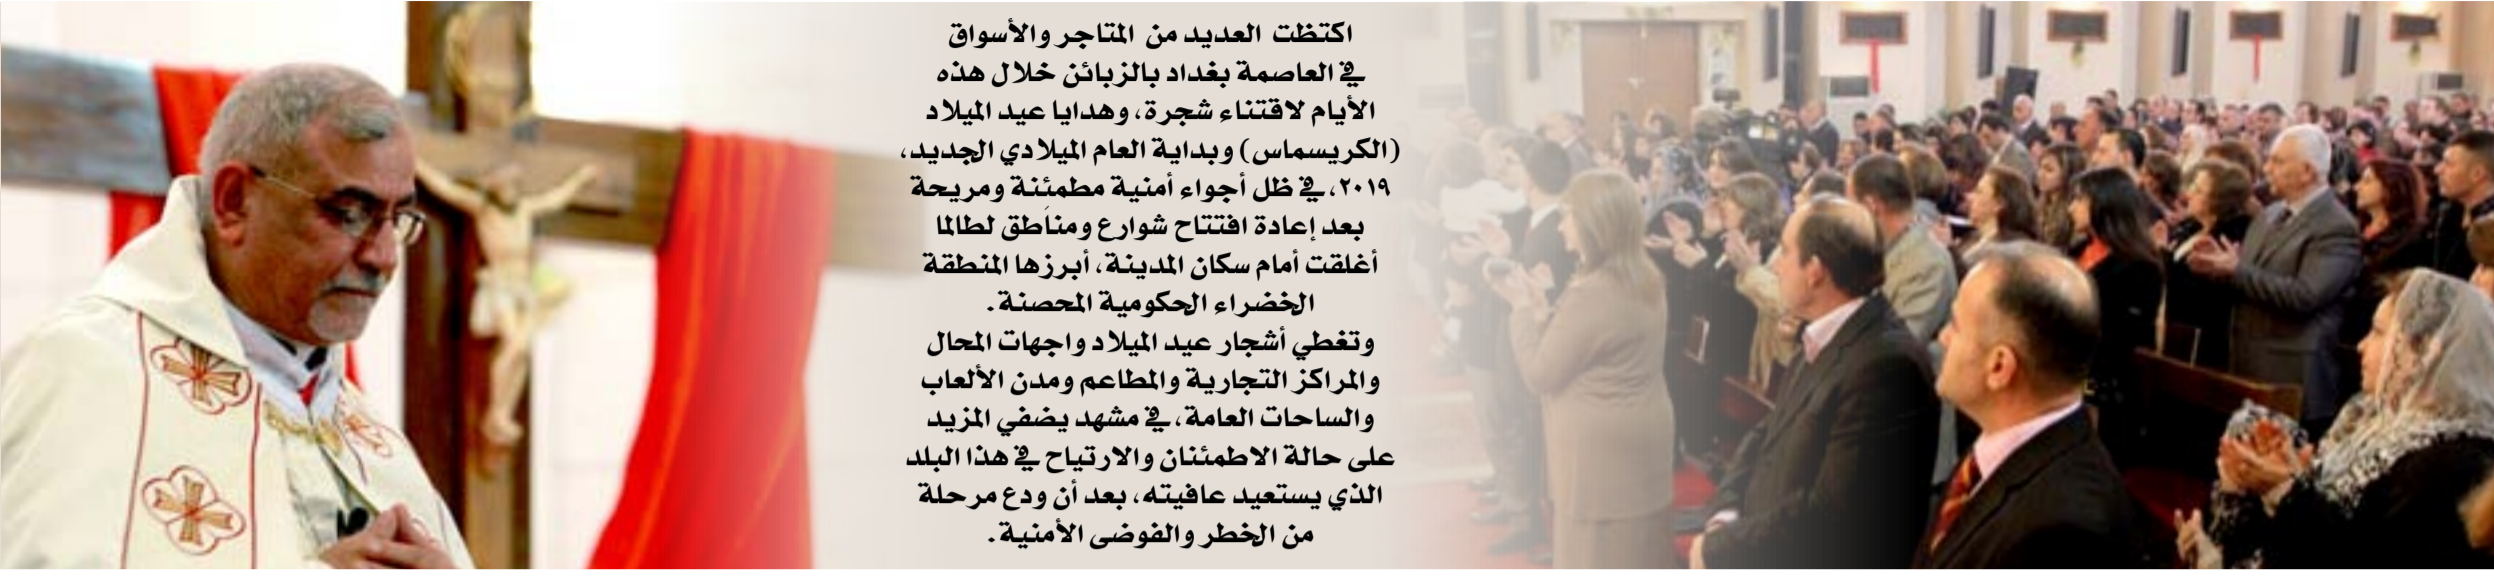 اكتظت العديد من المتاجر والأسواق
في العاصمة بغداد بالزبائن خلال هذه
الأيام لاقتناء شجرة، وهدايا عيد الميلاد
(الكريسماس) وبداية العام الميلادي الجديد،
٢٠١٩، في ظل أجواء أمنية مطمئنة ومريحة
بعد إعادة افتتاح شوارع ومناَطق لطالما
أغلقت أمام سكان المدينة، أبرزها المنطقة
الخضراء الحكومية المحصنة.
وتغطي أشجار عيد الميلاد واجهات المحال
والمراكز التجارية والمطاعم ومدن الألعاب
والساحات العامة، في مشهد يضفي المزيد
على حالة الاطمئنان والارتياح في هذا البلد
الذي يستعيد عافيته، بعد أن ودع مرحلة
من الخطر والفوضى الأمنية.